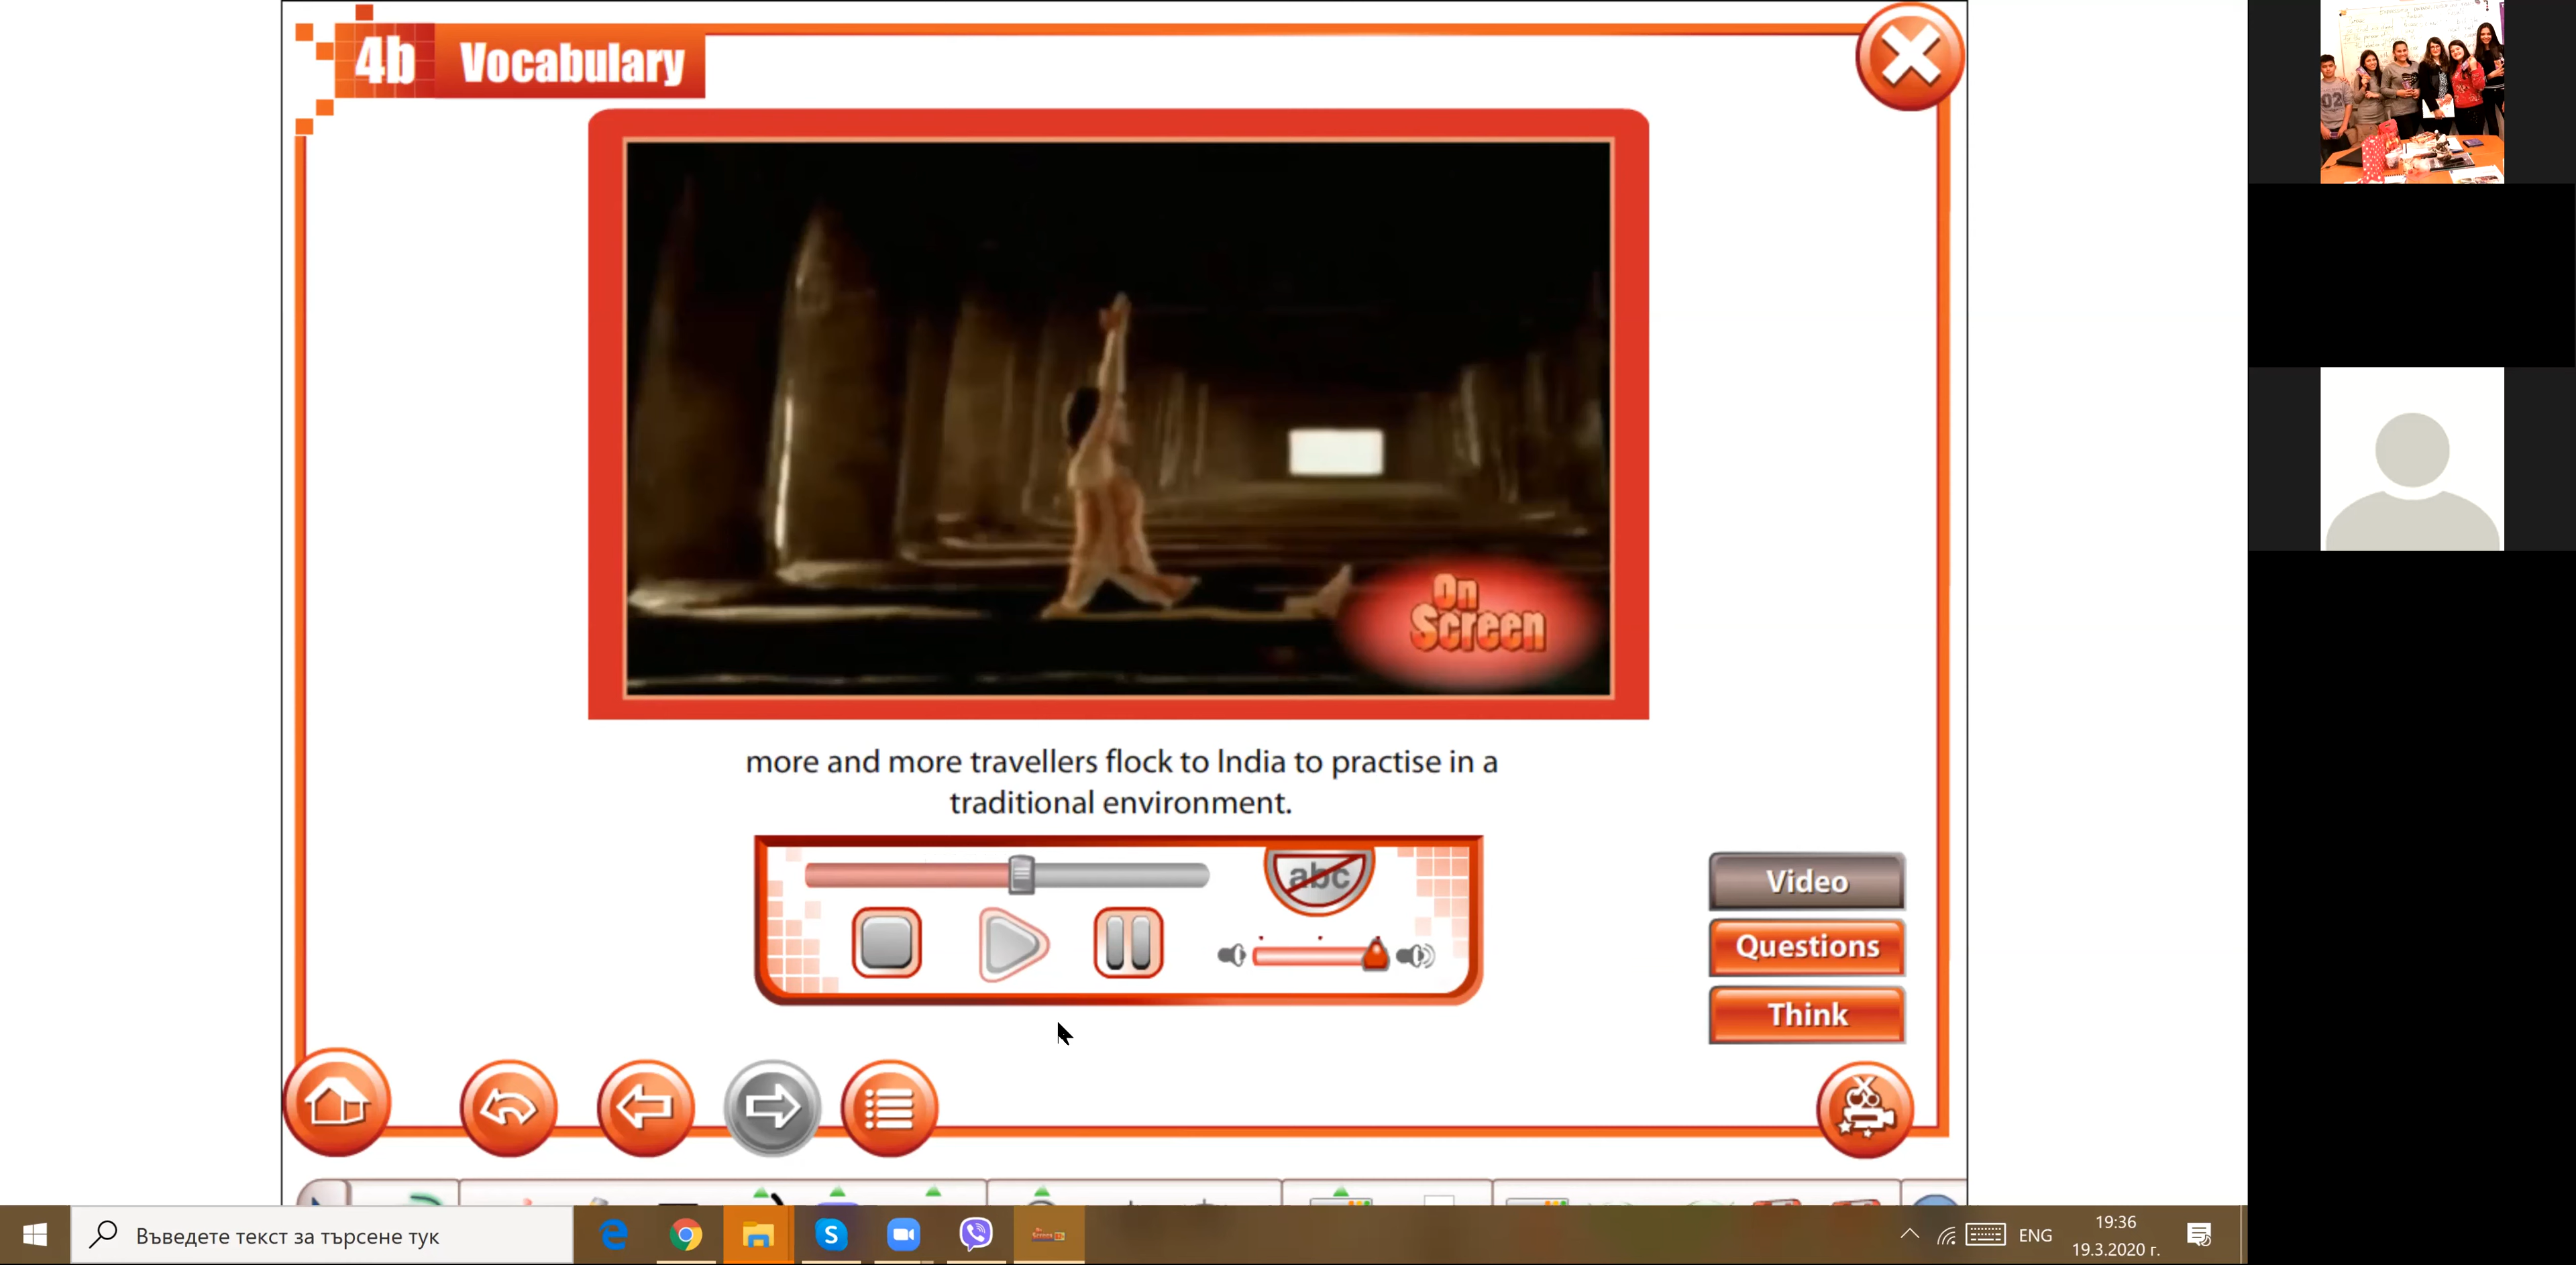 4b Vocabulary
On
Screen
more and more travellers flock to India to practise in a
traditional environment.
abc
Video
Questions
Think
Въведете текст за търсене тук
ENG
19:36
19.3.2020 г.